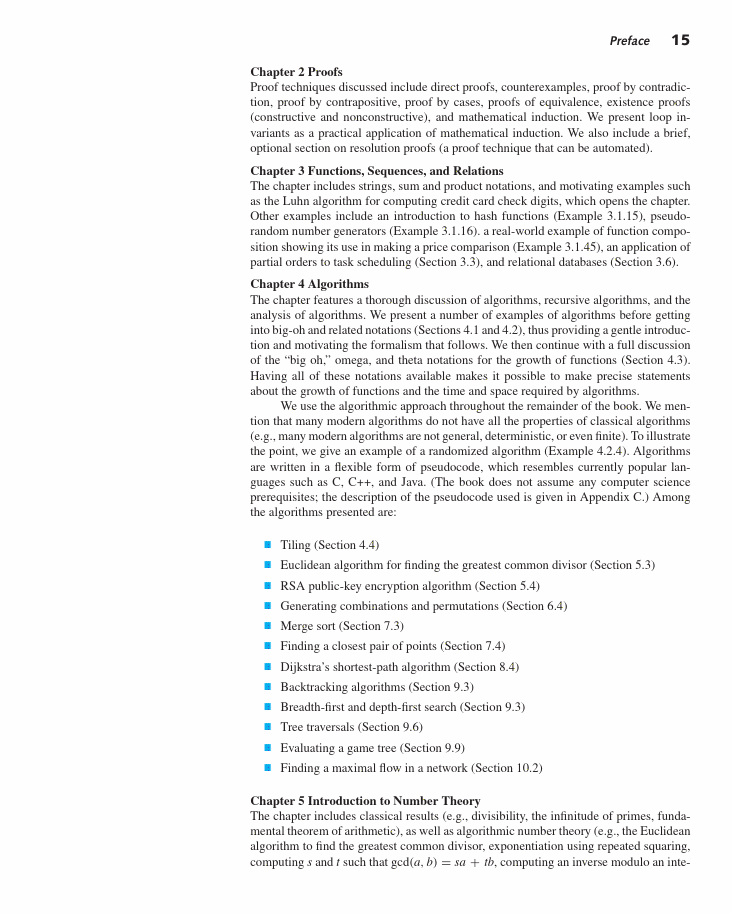 Preface 15
Chapter 2 Proofs
Proof techniques discussed include direct proofs, counterexamples, proof by contradic-
tion, proof by contrapositive, proof by cases, proofs of equivalence, existence proofs
(constructive and nonconstructive), and mathematical induction. We present loop in-
variants as a practical application of mathematical induction. We also include a brief,
optional section on resolution proofs (a proof technique that can be automated).
Chapter 3 Functions, Sequences, and Relations
The chapter includes strings, sum and product notations, and motivating examples such
as the Luhn algorithm for computing credit card check digits, which opens the chapter.
Other examples include an introduction to hash functions (Example 3.1.15), pseudo-
random number generators (Example 3.1.16). a real-world example of function compo-
sition showing its use in making a price comparison (Example 3.1.45), an application of
partial orders to task scheduling (Section 3.3), and relational databases (Section 3.6).
Chapter 4 Algorithms
The chapter features a thorough discussion of algorithms, recursive algorithms, and the
analysis of algorithms. We present a number of examples of algorithms before getting
into big-oh and related notations (Sections 4.1 and 4.2), thus providing a gentle introduc-
tion and motivating the formalism that follows. We then continue with a full discussion
of the “big oh,” omega, and theta notations for the growth of functions (Section 4.3).
Having all of these notations available makes it possible to make precise statements
about the growth of functions and the time and space required by algorithms.
We use the algorithmic approach throughout the remainder of the book. We men-
tion that many modern algorithms do not have all the properties of classical algorithms
(e.g., many modern algorithms are not general, deterministic, or even finite). To illustrate
the point, we give an example of a randomized algorithm (Example 4.2.4). Algorithms
are written in a flexible form of pseudocode, which resembles currently popular lan-
guages such as C, C++, and Java. (The book does not assume any computer science
prerequisites; the description of the pseudocode used is given in Appendix C.) Among
the algorithms presented are:
Tiling (Section 4.4)
Euclidean algorithm for finding the greatest common divisor (Section 5.3)
RSA public-key encryption algorithm (Section 5.4)
Generating combinations and permutations (Section 6.4)
Merge sort (Section 7.3)
Finding a closest pair of points (Section 7.4)
Dijkstra’s shortest-path algorithm (Section 8.4)
Backtracking algorithms (Section 9.3)
Breadth-first and depth-first search (Section 9.3)
Tree traversals (Section 9.6)
Evaluating a game tree (Section 9.9)
Finding a maximal flow in a network (Section 10.2)
Chapter 5 Introduction to Number Theory
The chapter includes classical results (e.g., divisibility, the infinitude of primes, funda-
mental theorem of arithmetic), as well as algorithmic number theory (e.g., the Euclidean
algorithm to find the greatest common divisor, exponentiation using repeated squaring,
computing s and t such that gcd(a, b) = sa + tb, computing an inverse modulo an inte-